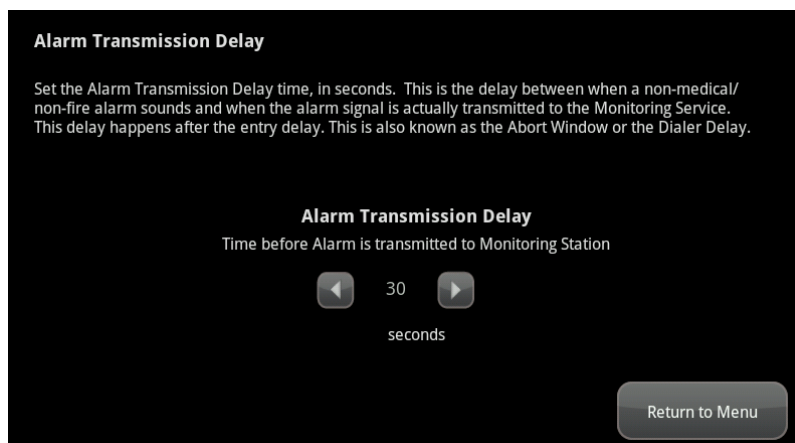 Alarm Transmission Delay
Set the Alarm Transmission Delay time, in seconds.  This is the delay between when a non-medical/
non-fire alarm sounds and when the alarm signal is actually transmitted to the Monitoring Service.
This delay happens after the entry delay. This is also known as the Abort Window or the Dialer Delay.
Alarm Transmission Delay
Time before Alarm is transmitted to Monitoring Station
30
seconds
Return to Menu